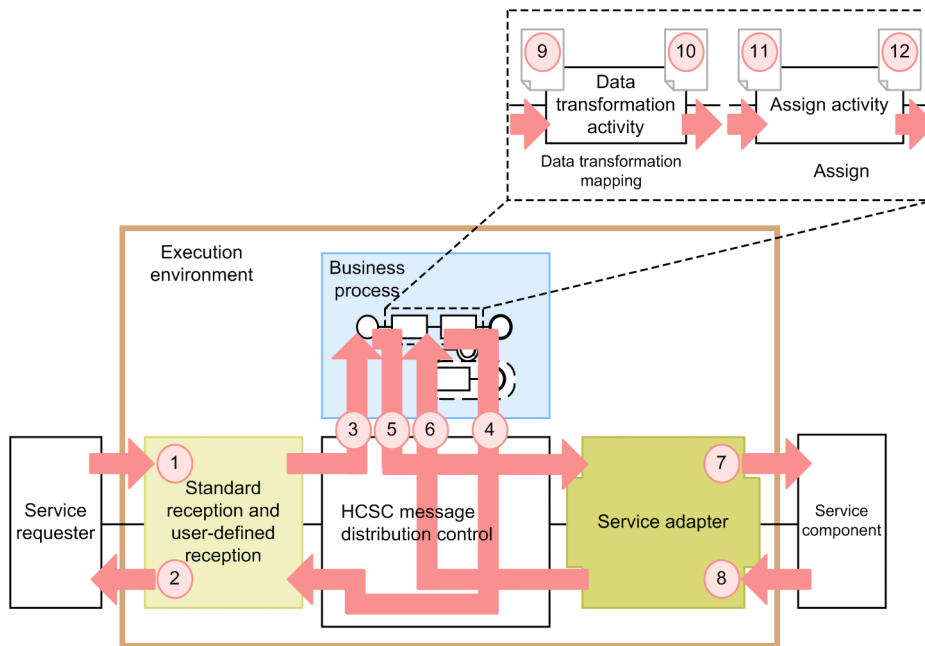 9
10
11
12
Data
transformation
activity
Assign activity
Data transformation
mapping
Assign
Execution
environment
Business
process
3
5
6
4
1
7
Service
requester
Standard
reception and
user-defined
reception
HCSC message
distribution control
Service adapter
Service
component
2
8